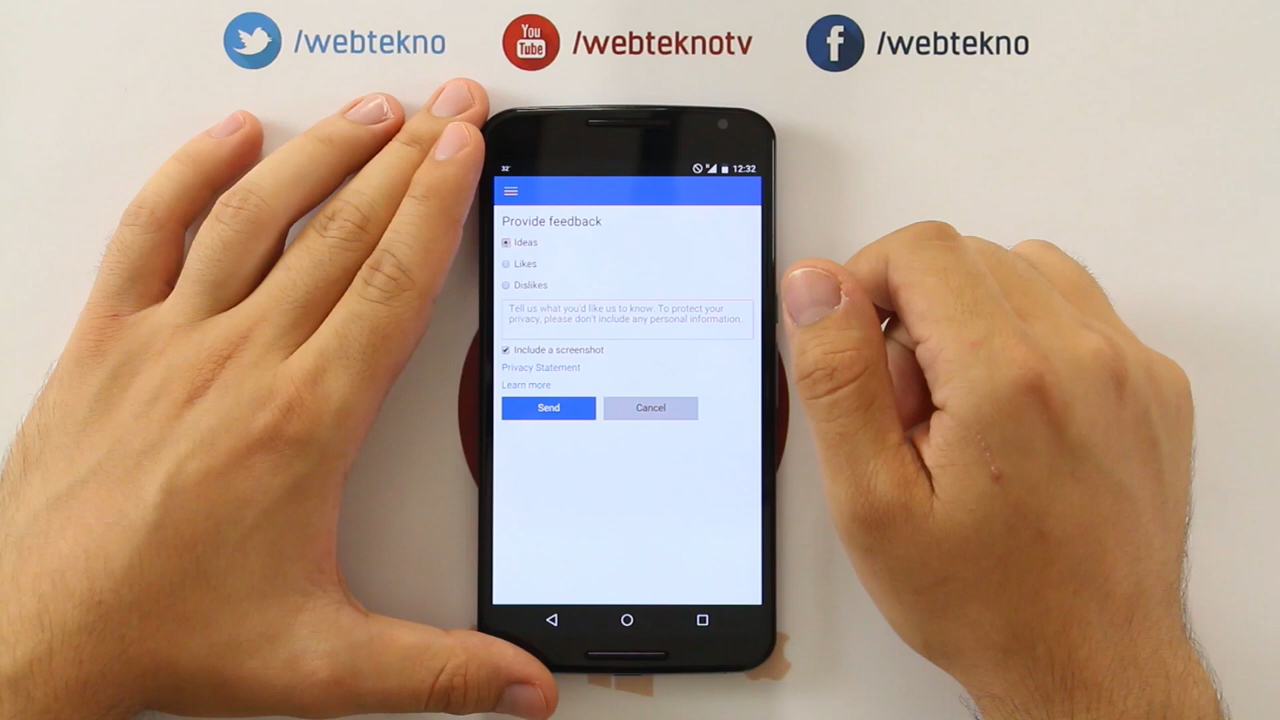 /webtekno
You
Tube
/webteknotv
f
/webtekno
32°
12:32
Provide feedback
Ideas
Likes
Dislikes
Tell us what you'd like us to know. To protect your
privacy, please don't include any personal information.
Include a screenshot
Privacy Statement
Learn more
Send
Cancel